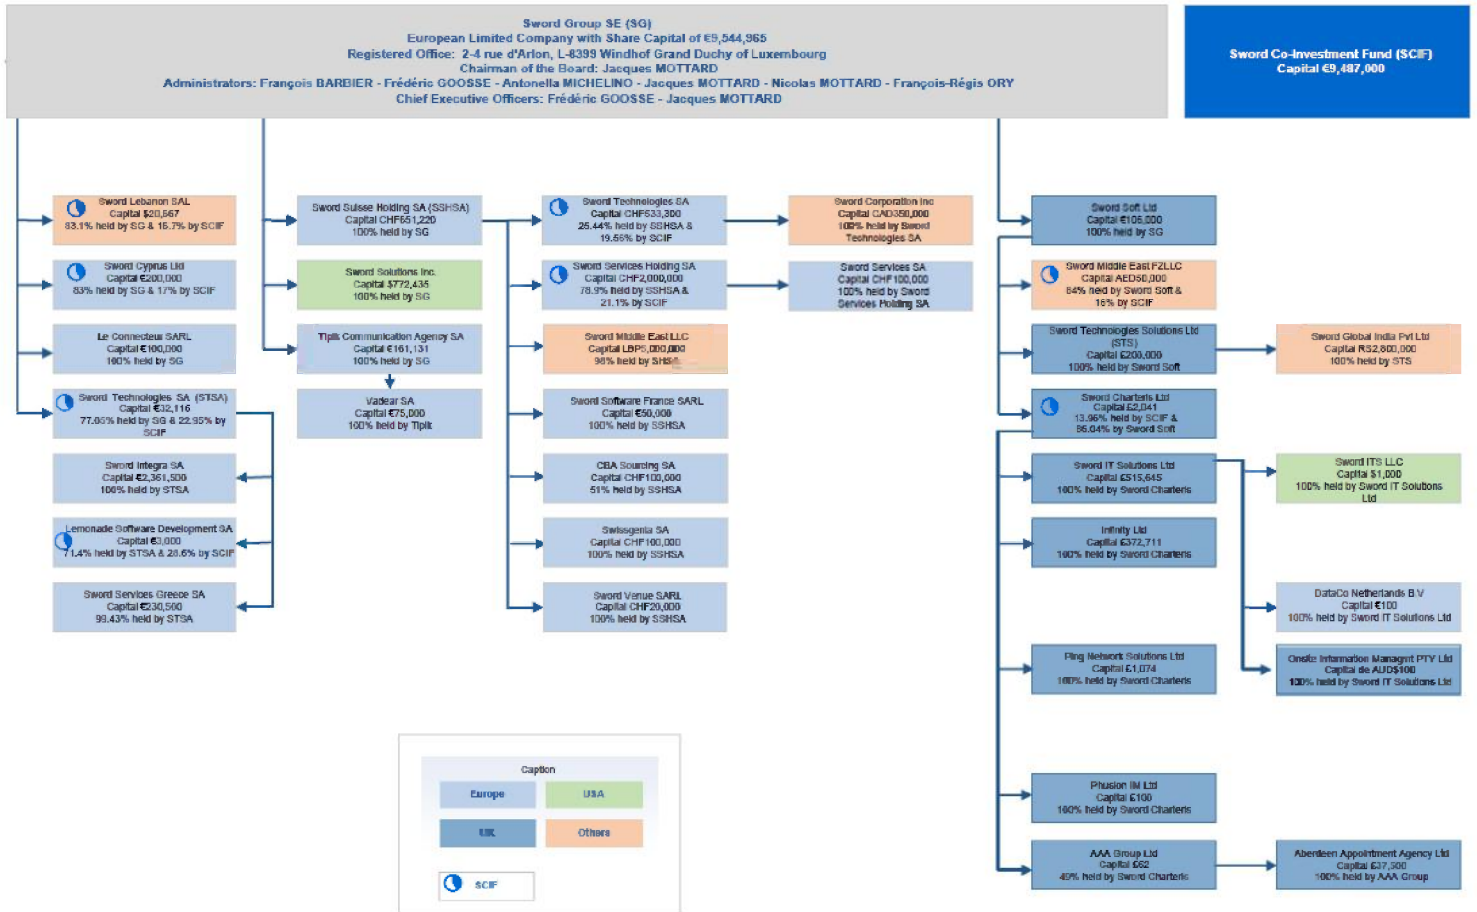 Sword Group SE (SG)
European Limited Company with Share Capital of €9,544,965
Registered Office: 2-4 rue d'Arlon, L-8399 Windhof Grand Duchy of Luxembourg
Chairman of the Board: Jacques MOTTARD
Administrators: François BARBIER - Frédéric GOOSSE - Antonella MICHELINO - Jacques MOTTARD - Nicolas MOTTARD - François-Régis ORY
Chief Executive Officers: Frédéric GOOSSE - Jacques MOTTARD
Sword Co-Investment Fund (SCIF)
Capital €9,487,000
Sword Lebanon SAL
Capital $20,667
83.1% held by SG & 15.7% by SCIF
Sword Cyprus Ltd
Capital €200,000
83% held by SG & 17% by SCIF
Le Connecteur SARL
Capital €100,000
100% held by SG
Sword Technologies SA (STSA)
Capital €32,116
77.05% held by SG & 22.95% by
SCIF
Sword Integra SA
Capital €2,361,500
100% held by STSA
Lemonade Software Development SA
Capital €3,000
71.4% held by STSA & 28.6% by SCIF
Sword Services Greece SA
Capital €230,500
99.43% held by STSA
Sword Suisse Holding SA (SSHSA)
Capital CHF651,220
100% held by SG
Sword Solutions Inc.
Capital $772,435
100% held by SG
Tipik Communication Agency SA
Capital €161,131
100% held by SG
Vadear SA
Capital €75,000
100% held by Tipik
Sword Technologies SA
Capital CHF533,300
25.44% held by SSHSA &
19.56% by SCIF
Sword Services Holding SA
Capital CHF2,000,000
78.9% held by SSHSA &
21.1% by SCIF
Sword Middle East LLC
Capital LBP5,000,000
98% held by SHSA
Sword Software France SARL
Capital €50,000
100% held by SSHSA
CBA Sourcing SA
Capital CHF100,000
51% held by SSHSA
Swissgenia SA
Capital CHF100,000
100% held by SSHSA
Sword Venue SARL
Capital CHF20,000
100% held by SSHSA
Sword Corporation Inc
Capital CAD350,000
100% held by Sword
Technologies SA
Sword Services SA
Capital CHF100,000
100% held by Sword
Services Holding SA
Sword Soft Ltd
Capital €106,000
100% held by SG
Sword Middle East FZLLC
Capital AED50,000
84% held by Sword Soft &
16% by SCIF
Sword Technologies Solutions Ltd
(STS)
Capital £200,000
100% held by Sword Soft
Sword Charteris Ltd
Capital £2,041
13.96% held by SCIF &
86.04% by Sword Soft
Sword IT Solutions Ltd
Capital £515,645
100% held by Sword Charteris
Infinity Ltd
Capital £372,711
100% held by Sword Charteris
Ping Network Solutions Ltd
Capital £1,074
100% held by Sword Charteris
Phusion IM Ltd
Capital £100
100% held by Sword Charteris
AAA Group Ltd
Capital £62
49% held by Sword Charteris
Sword Global India Pvt Ltd
Capital RS2,800,000
100% held by STS
Sword ITS LLC
Capital $1,000
100% held by Sword IT Solutions
Ltd
DataCo Netherlands B.V
Capital €100
100% held by Sword IT Solutions Ltd
Onsite Information Managmt PTY Ltd
Capital de AUD$100
100% held by Sword IT Solutions Ltd
Aberdeen Appointment Agency Ltd
Capital £37,500
100% held by AAA Group
Caption
Europe
USA
UK
Others
SCIF